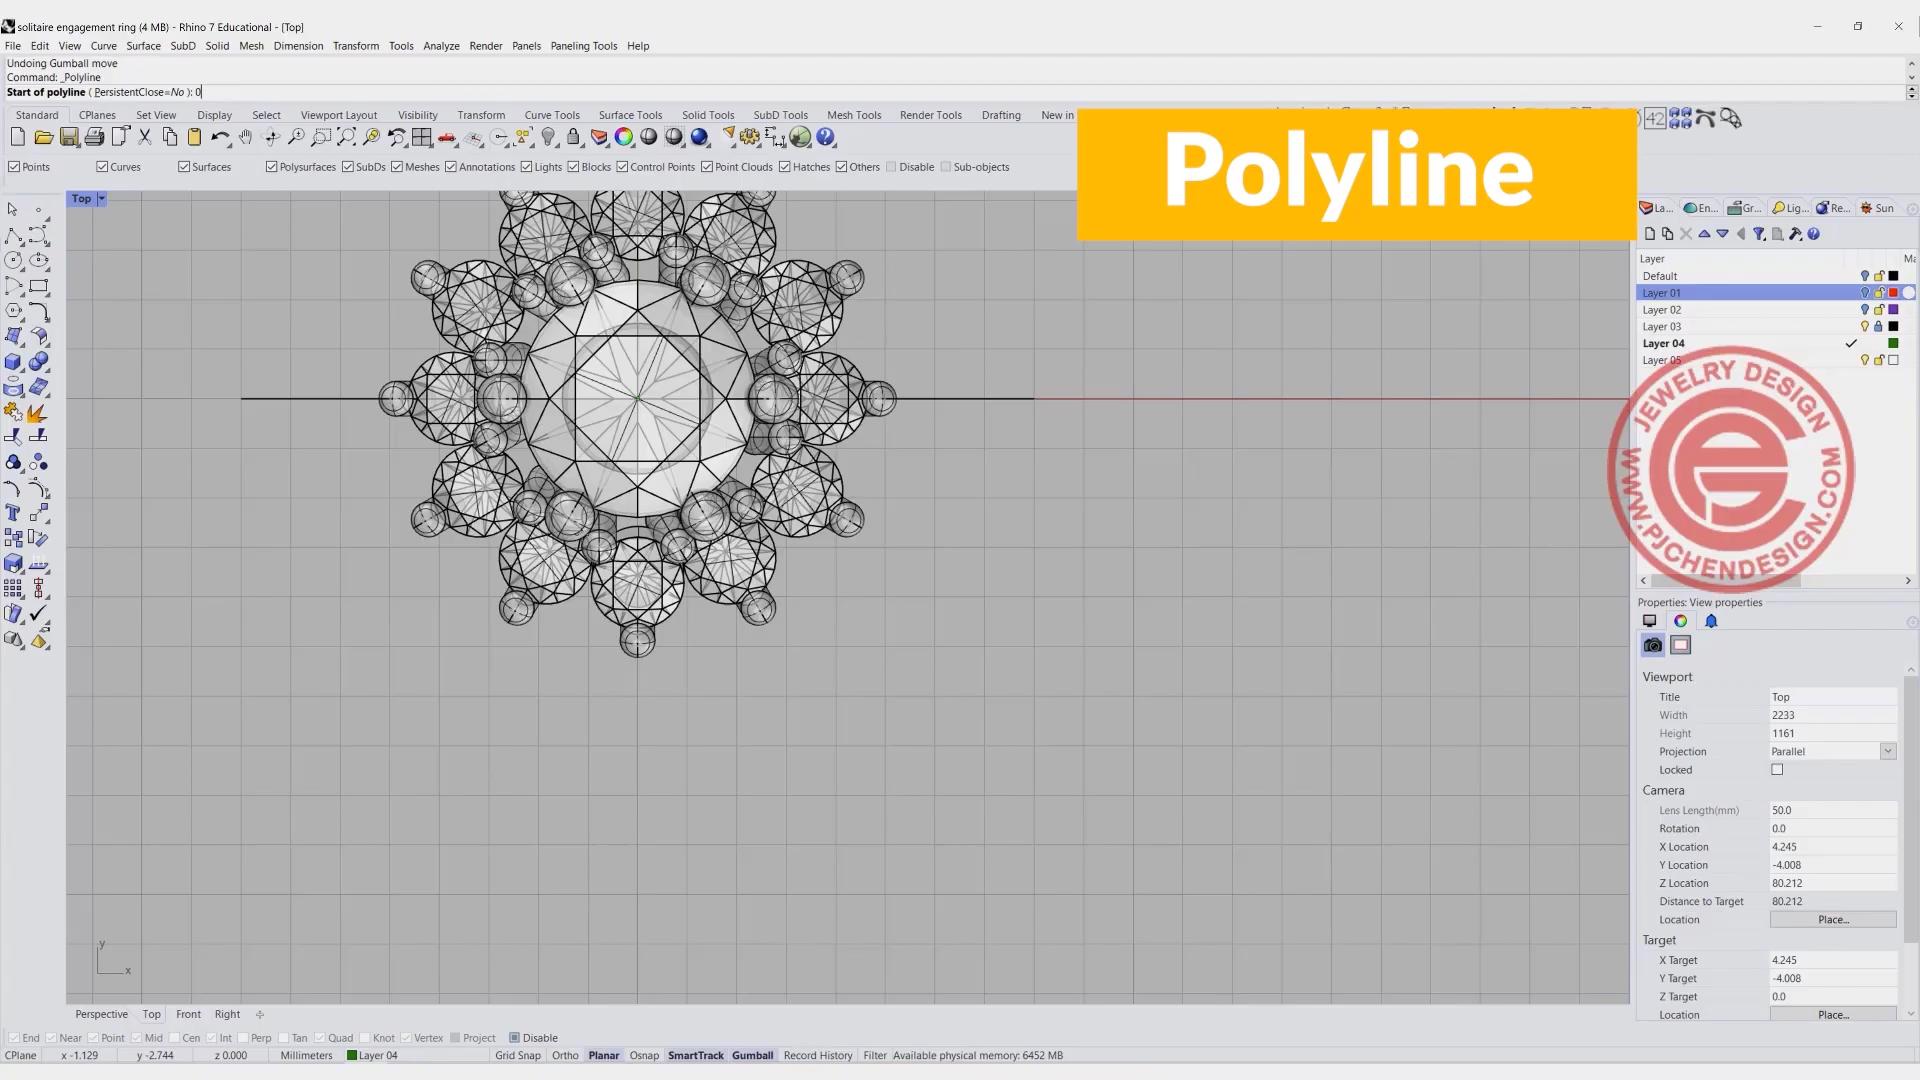 solitaire engagement ring (4 MB) - Rhino 7 Educational - [Top]
File Edit View Curve Surface SubD Solid Mesh Dimension Transform Tools Analyze Render Panels Paneling Tools Help
Undoing Gumball move
Command: _Polyline
Start of polyline ( PersistentClose=No ): 0
Standard CPlanes Set View Display Select Viewport Layout Visibility Transform Curve Tools Surface Tools Solid Tools SubD Tools Mesh Tools Render Tools Drafting New in
42
Polyline
Points Curves Surfaces Polysurfaces SubDs Meshes Annotations Lights Blocks Control Points Point Clouds Hatches Others Disable Sub-objects
Top
La... En... Gr... Lig... Re... Sun
Layer Ma
Default
Layer 01
Layer 02
Layer 03
Layer 04
Layer 05
JEWELRY DESIGN
WWW.PJCHENDESIGN.COM
Properties: View properties
Viewport
Title Top
Width 2233
Height 1161
Projection Parallel
Locked
Camera
Lens Length(mm) 50.0
Rotation 0.0
X Location 4.245
Y Location -4.008
Z Location 80.212
Distance to Target 80.212
Location Place...
Target
X Target 4.245
Y Target -4.008
Z Target 0.0
Location Place...
y
x
Perspective Top Front Right
End Near Point Mid Cen Int Perp Tan Quad Knot Vertex Project Disable
CPlane x -1.129 y -2.744 z 0.000 Millimeters Layer 04 Grid Snap Ortho Planar Osnap SmartTrack Gumball Record History Filter Available physical memory: 6452 MB